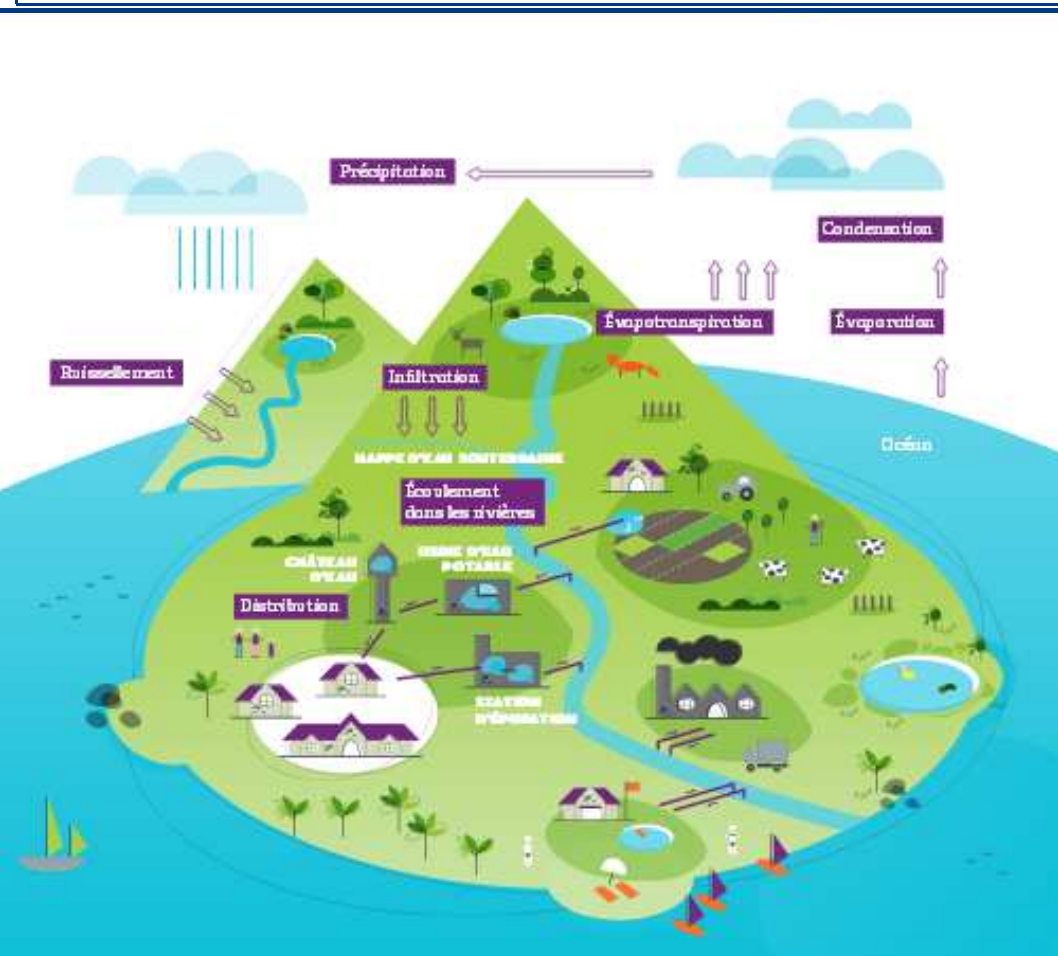 Précipitation
Condensation
Évapotranspiration
Évaporation
Ruissellement
Infiltration
Océan
NAPPE D'EAU SOUTERRAINE
Écoulement
dans les rivières
CHÂTEAU
D'EAU
USINE D'EAU
POTABLE
Distribution
STATION
D'ÉPURATION